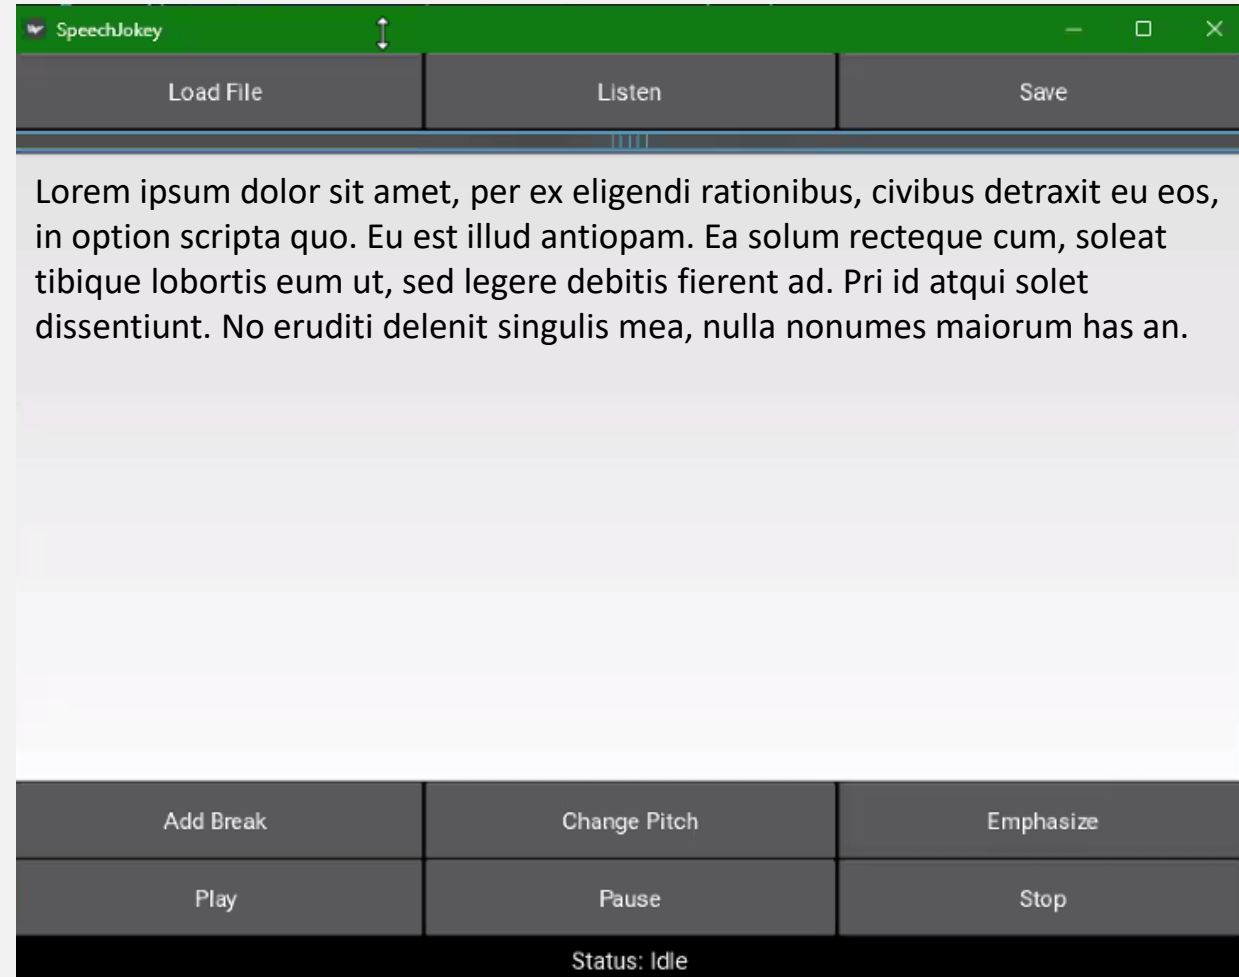 SpeechJokey
Load File
Listen
Save
Lorem ipsum dolor sit amet, per ex eligendi rationibus, civibus detraxit eu eos,
in option scripta quo. Eu est illud antiopam. Ea solum recteque cum, soleat
tibique lobortis eum ut, sed legere debitis fierent ad. Pri id atqui solet
dissentiunt. No eruditi delenit singulis mea, nulla nonumes maiorum has an.
Add Break
Change Pitch
Emphasize
Play
Pause
Stop
Status: Idle